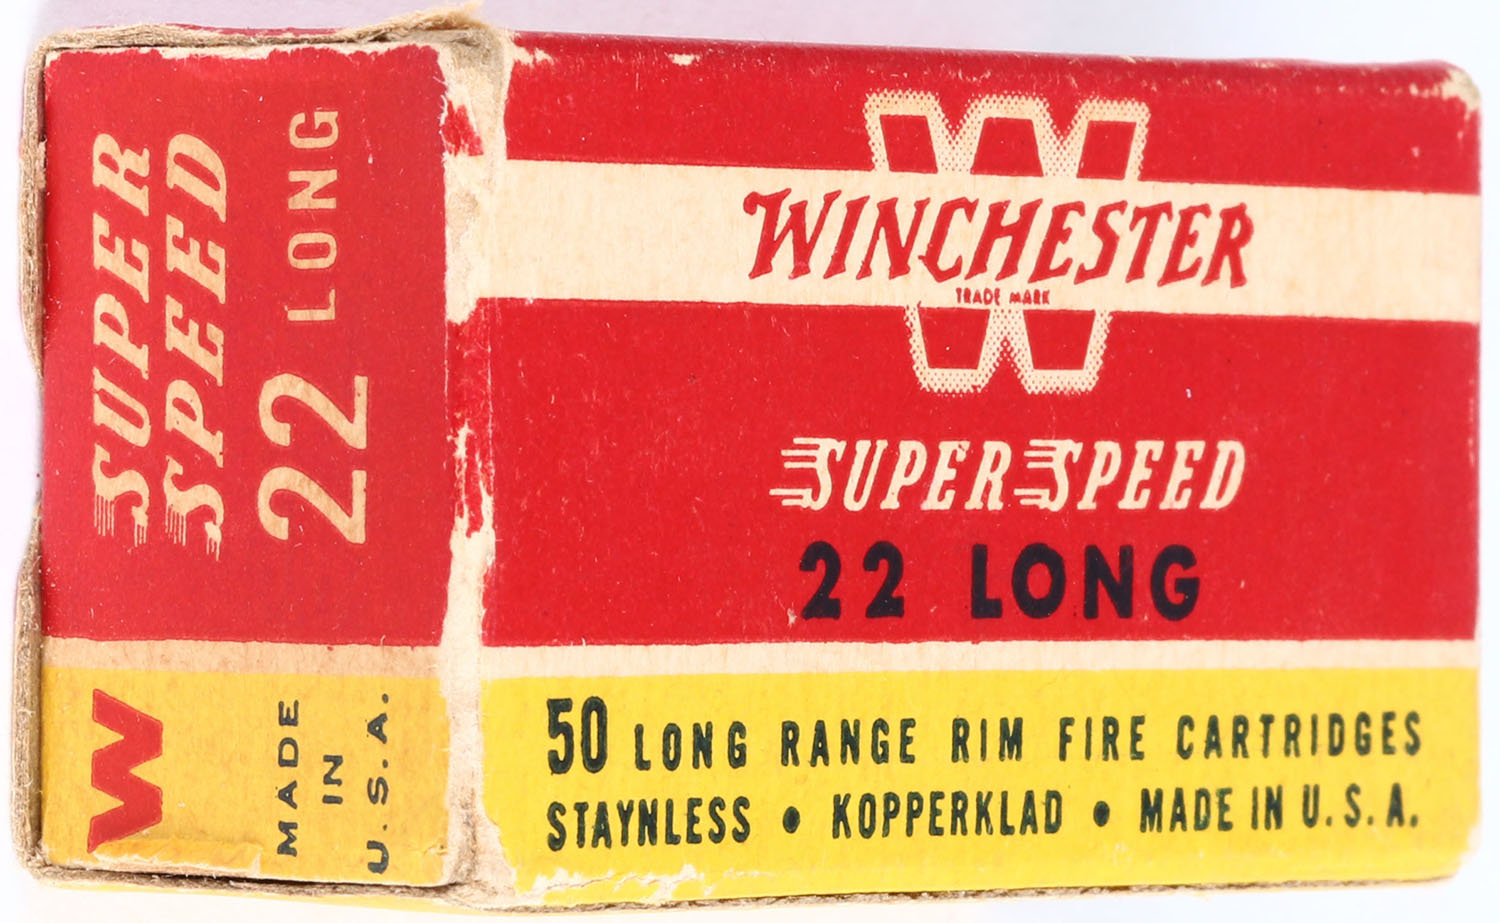 SUPER
SPEED
22 LONG
W
MADE
IN
U.S.A.
W
WINCHESTER
TRADE MARK
SUPER SPEED
22 LONG
50 LONG RANGE RIM FIRE CARTRIDGES
STAYNLESS • KOPPERKLAD • MADE IN U.S.A.